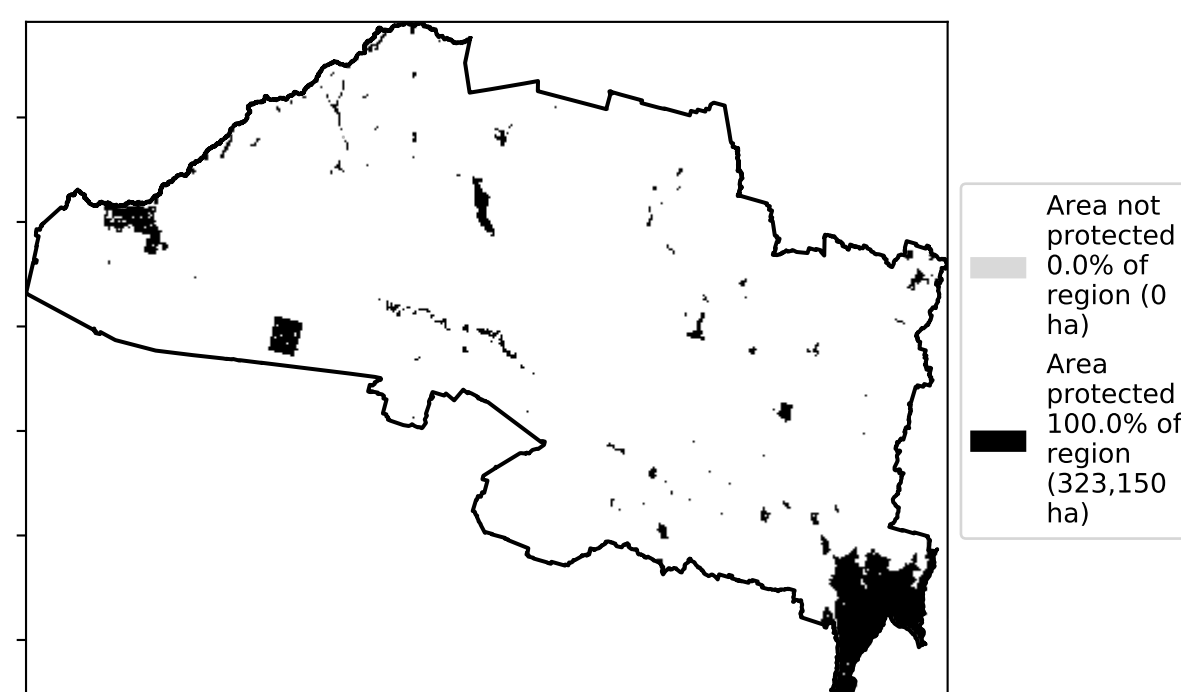 Area not
protected
0.0% of
region (0
ha)
Area
protected
100.0% of
region
(323,150
ha)